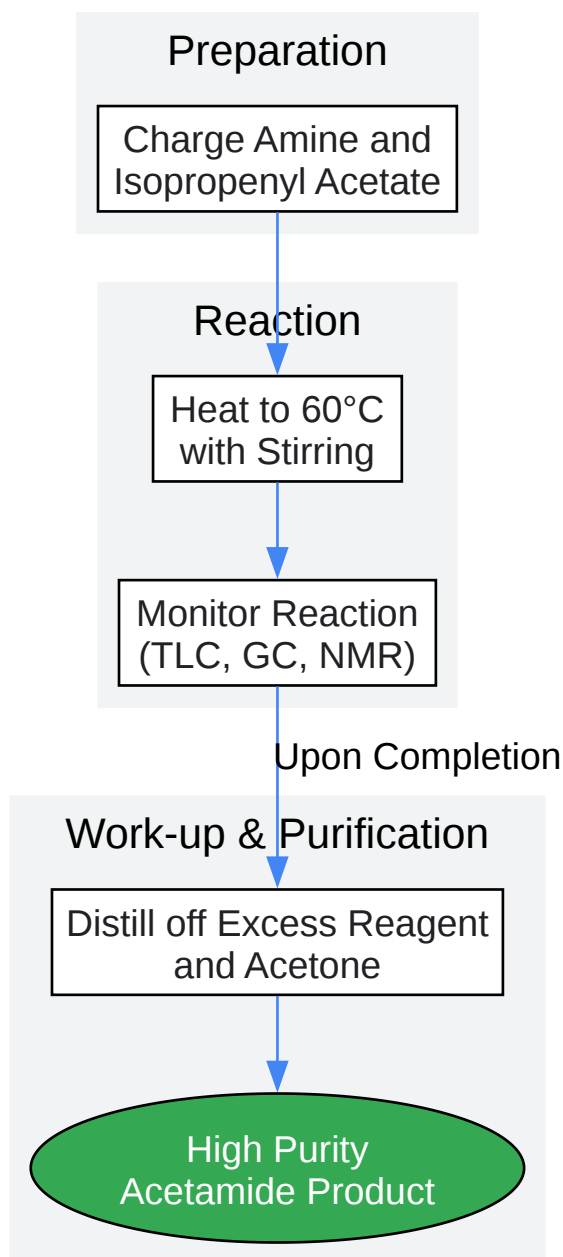 Preparation
Charge Amine and
Isopropenyl Acetate
Reaction
Heat to 60°C
with Stirring
Monitor Reaction
(TLC, GC, NMR)
Upon Completion
Work-up & Purification
Distill off Excess Reagent
and Acetone
High Purity
Acetamide Product